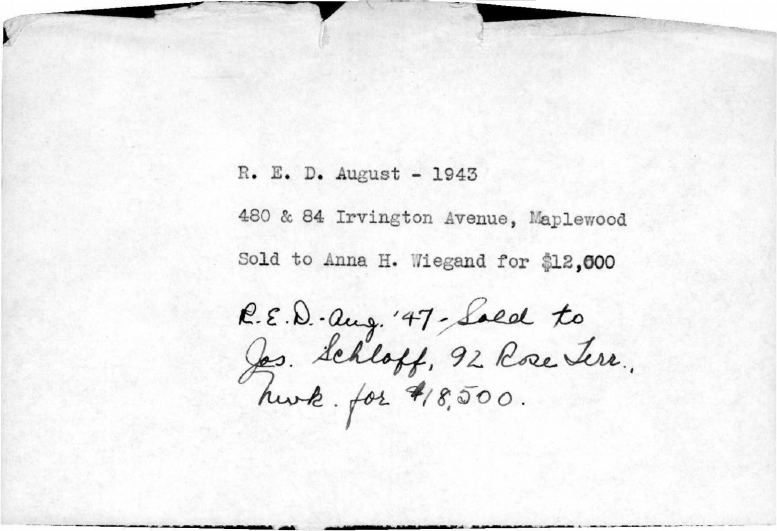 R. E. D. August - 1943
480 & 84 Irvington Avenue, Maplewood
Sold to Anna H. Wiegand for $12,000
R.E.D.-Aug. '47-Sold to
Jos. Schloff, 92 Rose Terr.,
Nwk. for $18,500.